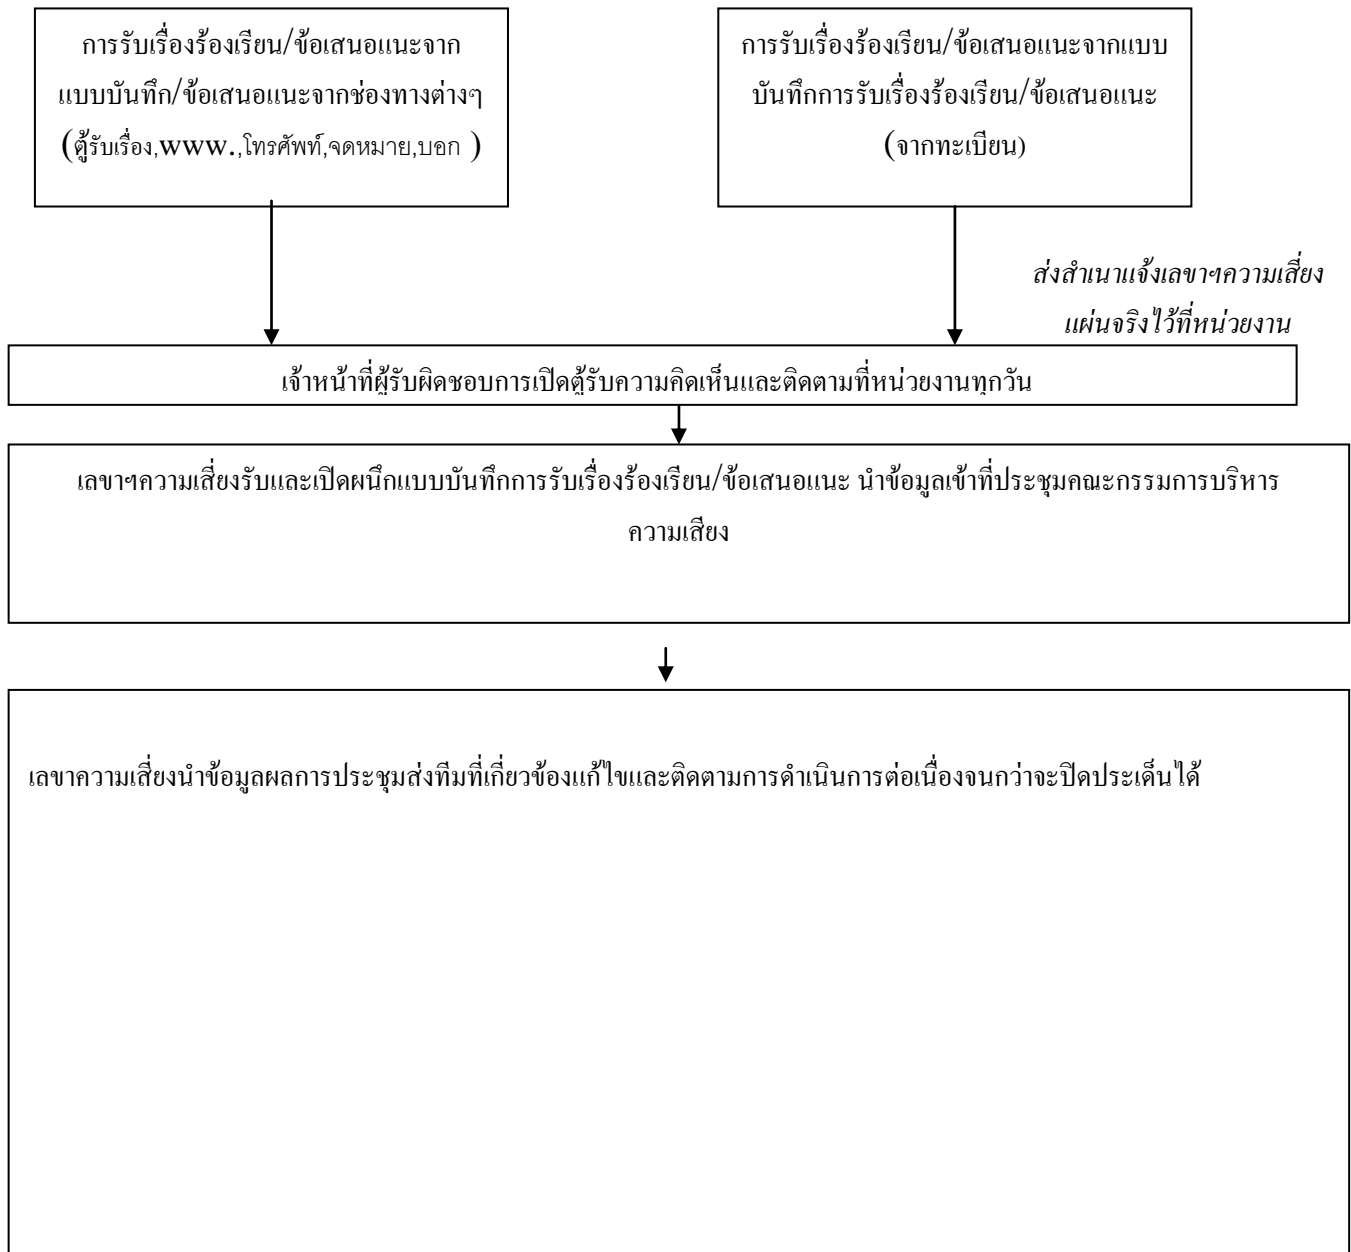 การรับเรื่องร้องเรียน/ข้อเสนอแนะจาก
แบบบันทึก/ข้อเสนอแนะจากช่องทางต่างๆ
(ตู้รับเรื่อง,www.,โทรศัพท์,จดหมาย,บอก )
การรับเรื่องร้องเรียน/ข้อเสนอแนะจากแบบ
บันทึกการรับเรื่องร้องเรียน/ข้อเสนอแนะ
(จากทะเบียน)
ส่งสำเนาแจ้งเลขาฯความเสี่ยง
แผ่นจริงไว้ที่หน่วยงาน
เจ้าหน้าที่ผู้รับผิดชอบการเปิดตู้รับความคิดเห็นและติดตามที่หน่วยงานทุกวัน
เลขาฯความเสี่ยงรับและเปิดผนึกแบบบันทึกการรับเรื่องร้องเรียน/ข้อเสนอแนะ นำข้อมูลเข้าที่ประชุมคณะกรรมการบริหาร
ความเสียง
เลขาความเสี่ยงนำข้อมูลผลการประชุมส่งทีมที่เกี่ยวข้องแก้ไขและติดตามการดำเนินการต่อเนื่องจนกว่าจะปิดประเด็นได้